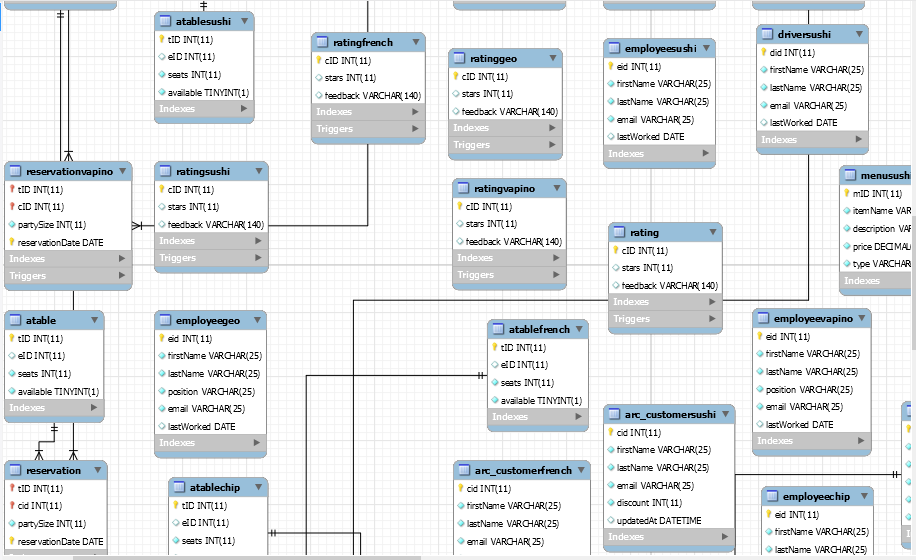 atablesushi
tID INT(11)
eID INT(11)
seats INT(11)
available TINYINT(1)
Indexes
ratingfrench
cID INT(11)
stars INT(11)
feedback VARCHAR(140)
Indexes
Triggers
ratinggeo
cID INT(11)
stars INT(11)
feedback VARCHAR(140)
Indexes
Triggers
employeesushi
eid INT(11)
firstName VARCHAR(25)
lastName VARCHAR(25)
email VARCHAR(25)
lastWorked DATE
Indexes
driversushi
did INT(11)
firstName VARCHAR(25)
lastName VARCHAR(25)
email VARCHAR(25)
lastWorked DATE
Indexes
reservationvapino
tID INT(11)
cID INT(11)
partySize INT(11)
reservationDate DATE
Indexes
Triggers
ratingsushi
cID INT(11)
stars INT(11)
feedback VARCHAR(140)
Indexes
Triggers
ratingvapino
cID INT(11)
stars INT(11)
feedback VARCHAR(140)
Indexes
Triggers
rating
cID INT(11)
stars INT(11)
feedback VARCHAR(140)
Indexes
Triggers
menusush
mID INT(11)
itemName VAR
description VAR
price DECIMAL
type VARCHAR(
Indexes
atable
tID INT(11)
eID INT(11)
seats INT(11)
available TINYINT(1)
Indexes
employeegeo
eid INT(11)
firstName VARCHAR(25)
lastName VARCHAR(25)
position VARCHAR(25)
email VARCHAR(25)
lastWorked DATE
Indexes
atablefrench
tID INT(11)
eID INT(11)
seats INT(11)
available TINYINT(1)
Indexes
employeevapino
eid INT(11)
firstName VARCHAR(25)
lastName VARCHAR(25)
position VARCHAR(25)
email VARCHAR(25)
lastWorked DATE
Indexes
reservation
tID INT(11)
cid INT(11)
partySize INT(11)
reservationDate DATE
atablechip
tID INT(11)
eID INT(11)
seats INT(11)
arc_customerfrench
cid INT(11)
firstName VARCHAR(25)
lastName VARCHAR(25)
email VARCHAR(25)
arc_customersushi
cid INT(11)
firstName VARCHAR(25)
lastName VARCHAR(25)
email VARCHAR(25)
discount INT(11)
updatedAt DATETIME
Indexes
employeechip
eid INT(11)
firstName VARCHAR(25)
lastName VARCHAR(25)